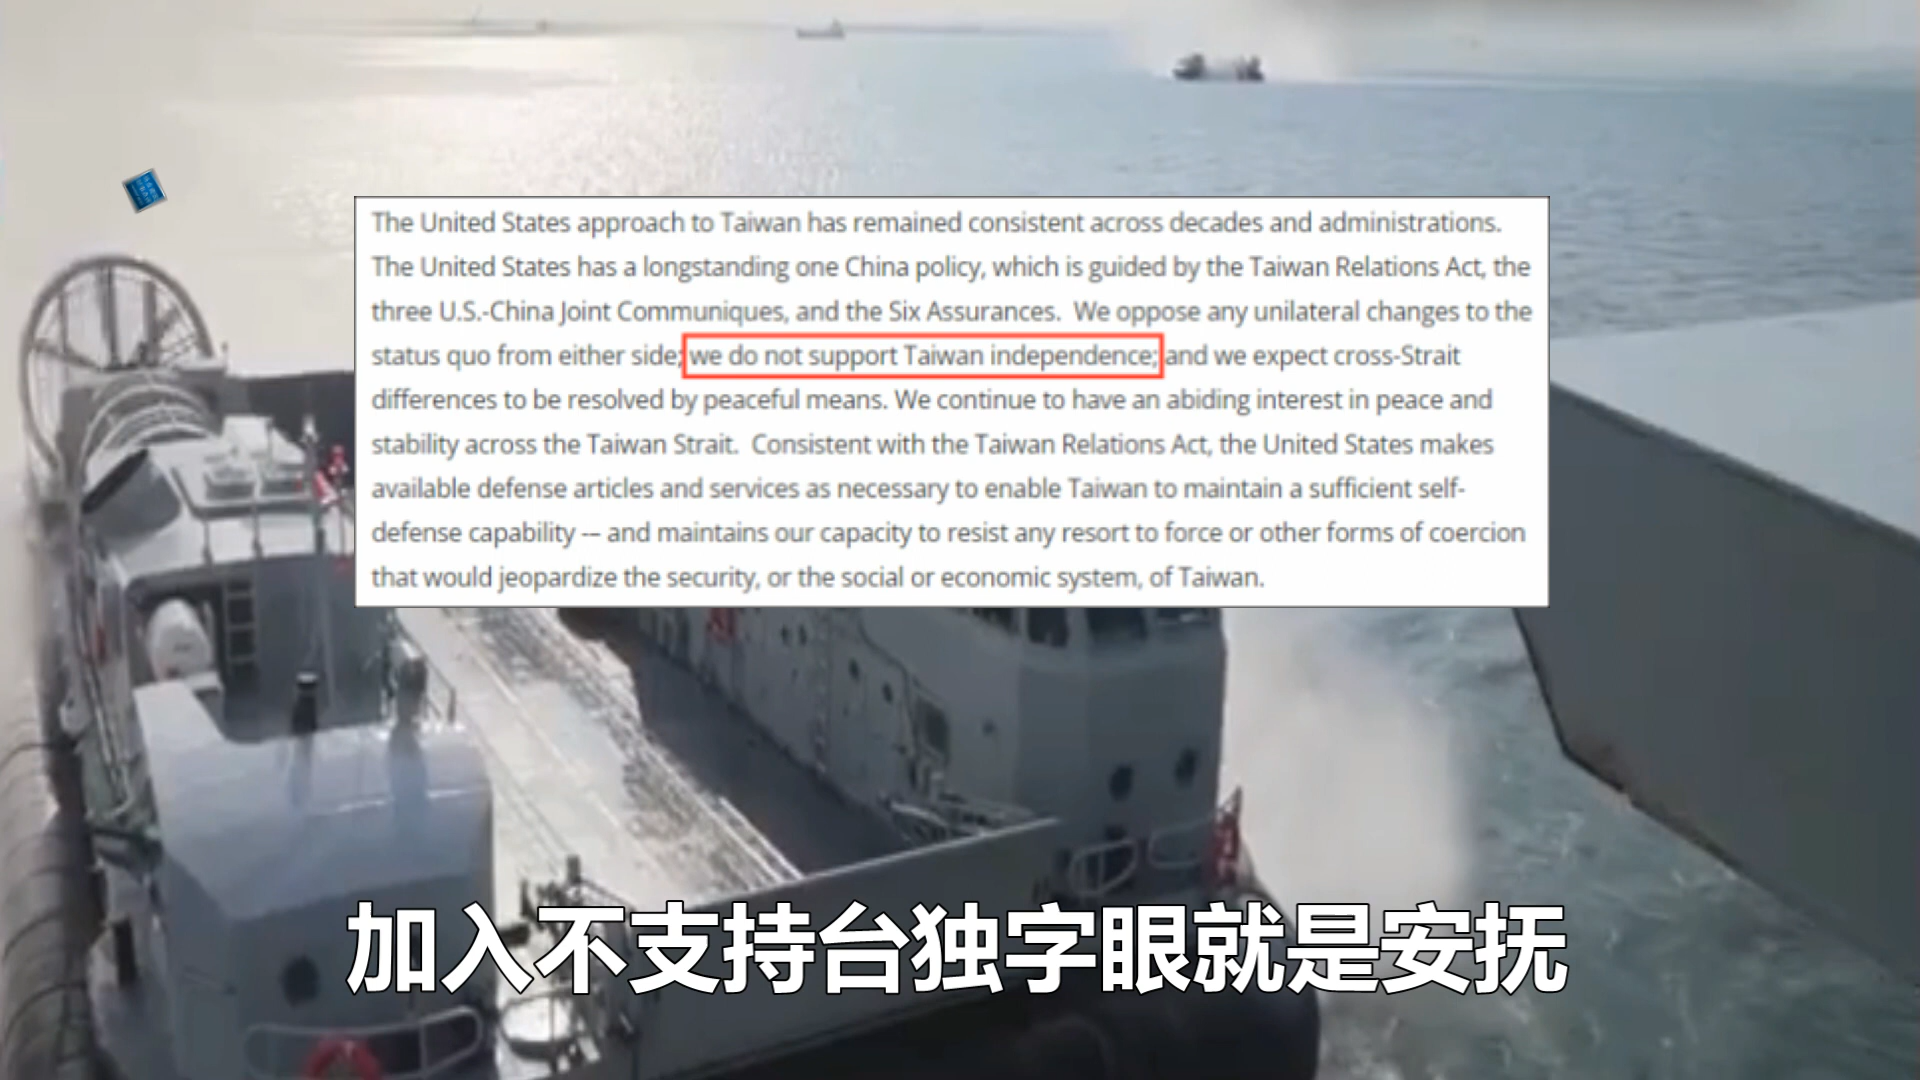 The United States approach to Taiwan has remained consistent across decades and administrations.
The United States has a longstanding one China policy, which is guided by the Taiwan Relations Act, the
three U.S.-China Joint Communiques, and the Six Assurances.  We oppose any unilateral changes to the
status quo from either side; we do not support Taiwan independence; and we expect cross-Strait
differences to be resolved by peaceful means. We continue to have an abiding interest in peace and
stability across the Taiwan Strait.  Consistent with the Taiwan Relations Act, the United States makes
available defense articles and services as necessary to enable Taiwan to maintain a sufficient self-
defense capability -– and maintains our capacity to resist any resort to force or other forms of coercion
that would jeopardize the security, or the social or economic system, of Taiwan.
加入不支持台独字眼就是安抚